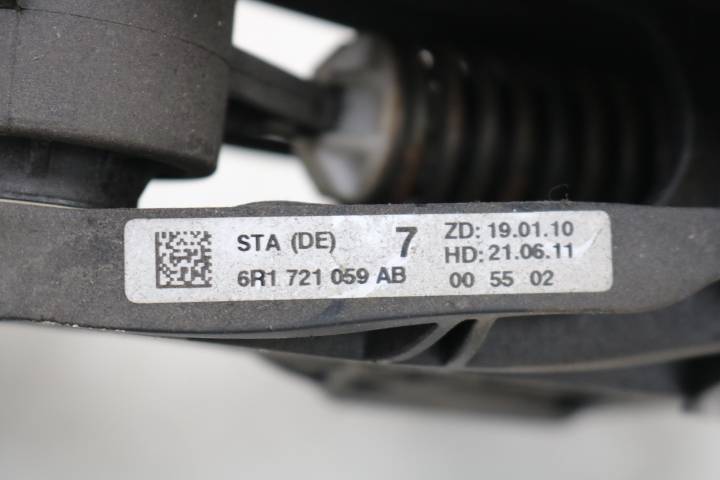 STA (DE) 7 ZD: 19.01.10
HD: 21.06.11
6R1 721 059 AB 00 55 02